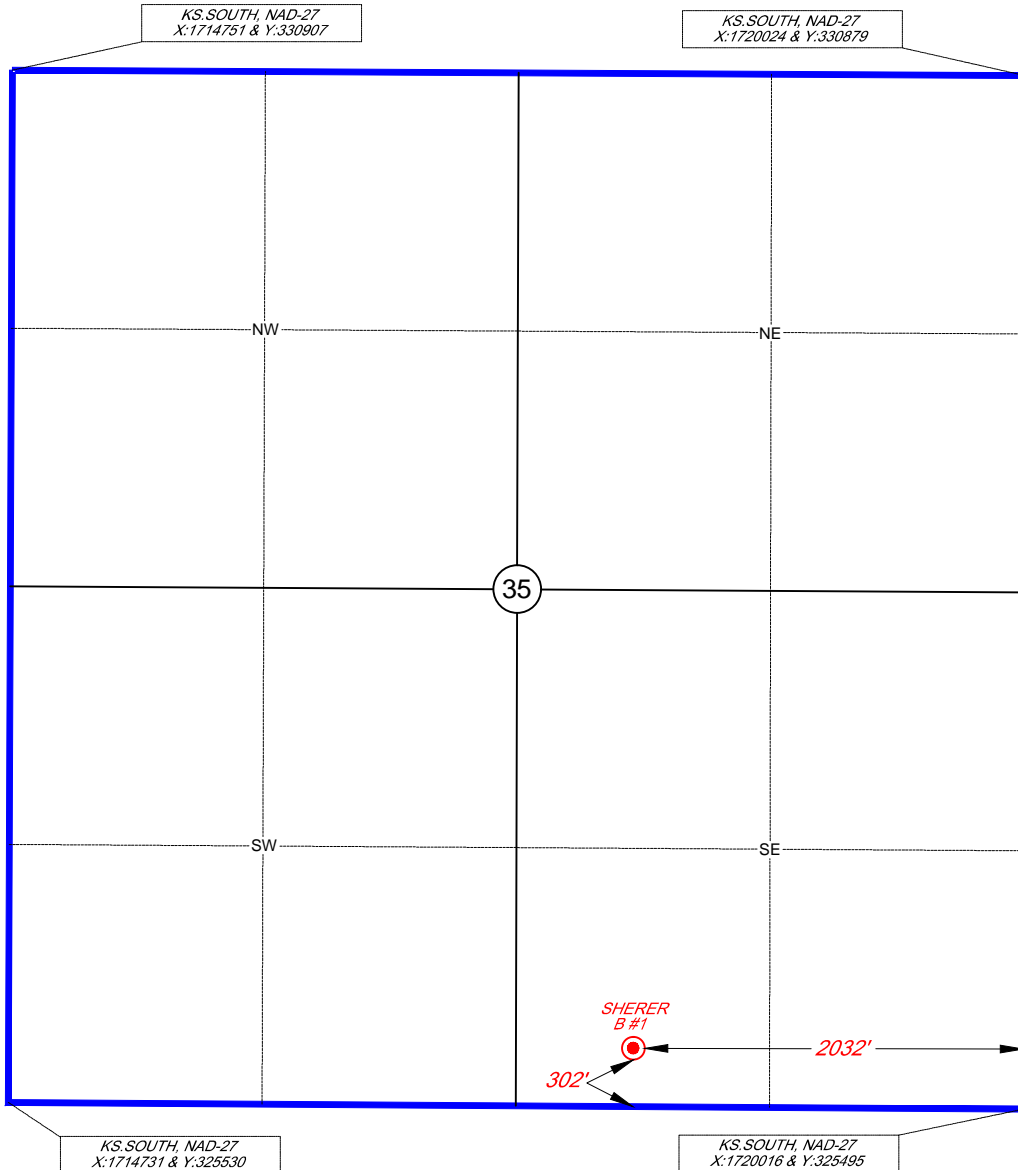 KS.SOUTH, NAD-27
X:1714751 & Y:330907
KS.SOUTH, NAD-27
X:1720024 & Y:330879
NW
NE
35
SW
SE
SHERER
B #1
2032'
302'
KS.SOUTH, NAD-27
X:1714731 & Y:325530
KS.SOUTH, NAD-27
X:1720016 & Y:325495